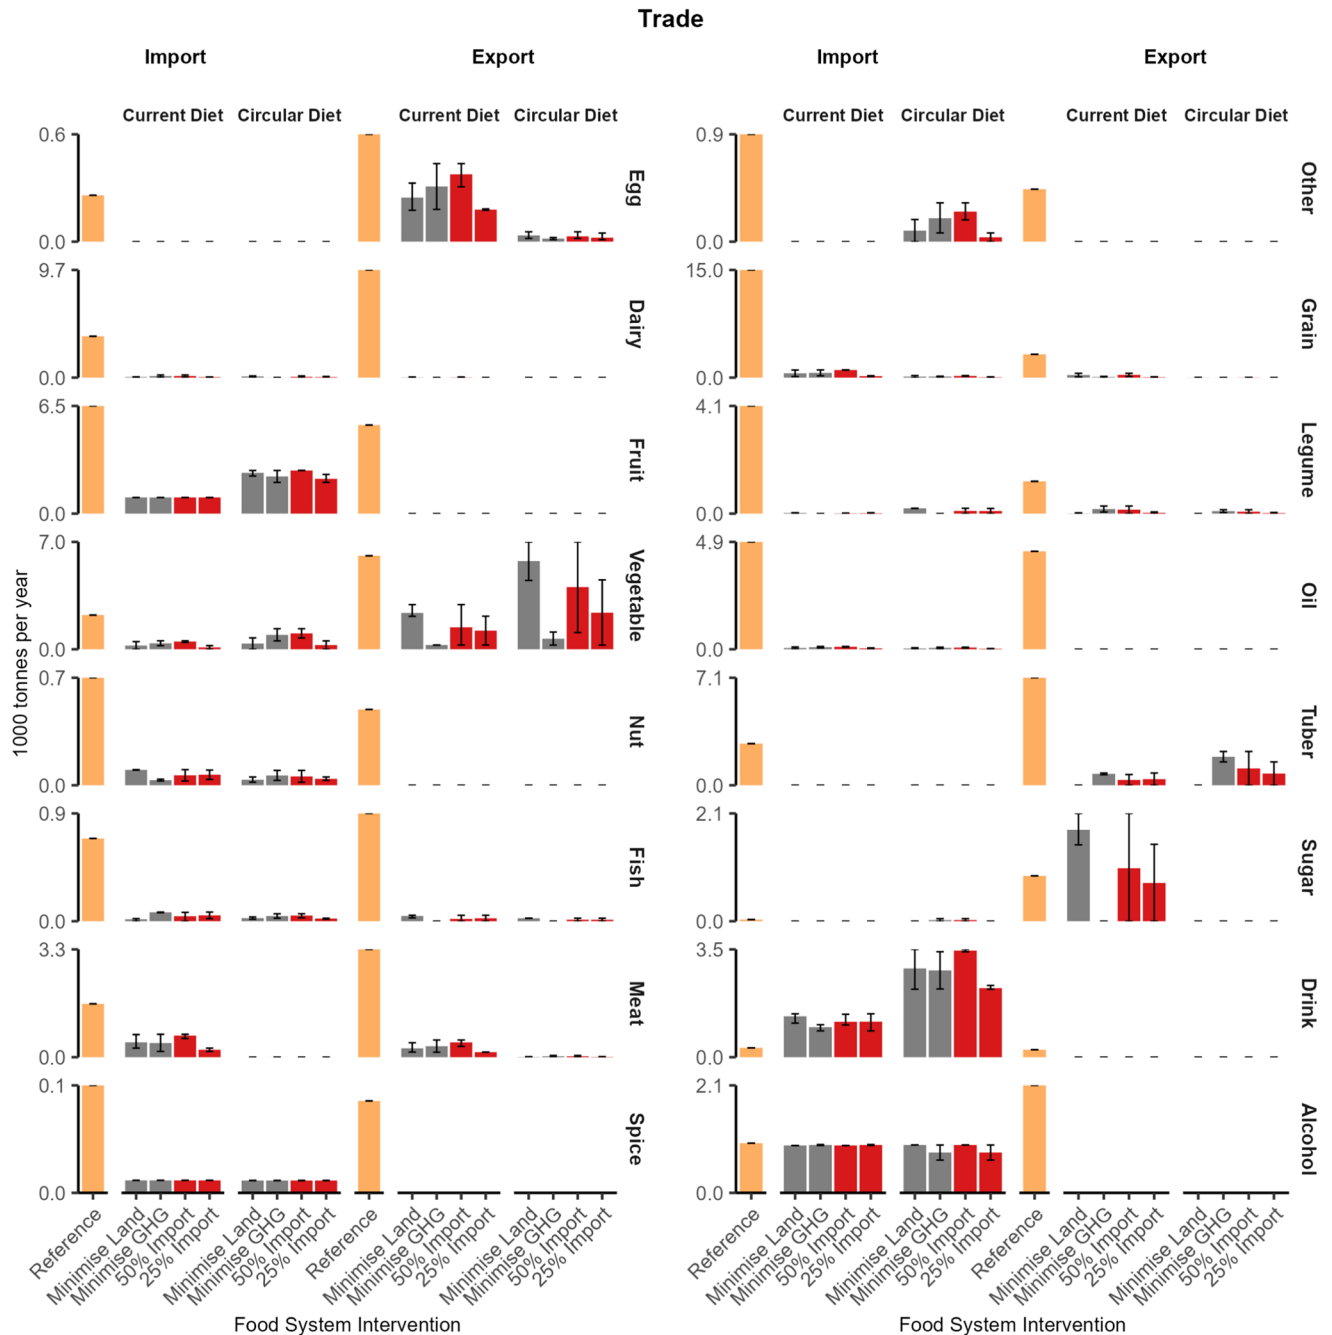 Trade
Import Export Import Export
Current Diet Circular Diet Current Diet Circular Diet Current Diet Circular Diet Current Diet Circular Diet
0.6
0.0
Egg
0.9
0.0
Other
9.7
0.0
Dairy
15.0
0.0
Grain
6.5
0.0
Fruit
4.1
0.0
Legume
7.0
0.0
Vegetable
4.9
0.0
Oil
0.7
0.0
Nut
7.1
0.0
Tuber
0.9
0.0
Fish
2.1
0.0
Sugar
3.3
0.0
Meat
3.5
0.0
Drink
0.1
0.0
Spice
2.1
0.0
Alcohol
1000 tonnes per year
Reference
Minimise Land
Minimise GHG
50% Import
25% Import
Minimise Land
Minimise GHG
50% Import
25% Import
Reference
Minimise Land
Minimise GHG
50% Import
25% Import
Minimise Land
Minimise GHG
50% Import
25% Import
Reference
Minimise Land
Minimise GHG
50% Import
25% Import
Minimise Land
Minimise GHG
50% Import
25% Import
Reference
Minimise Land
Minimise GHG
50% Import
25% Import
Minimise Land
Minimise GHG
50% Import
25% Import
Food System Intervention Food System Intervention